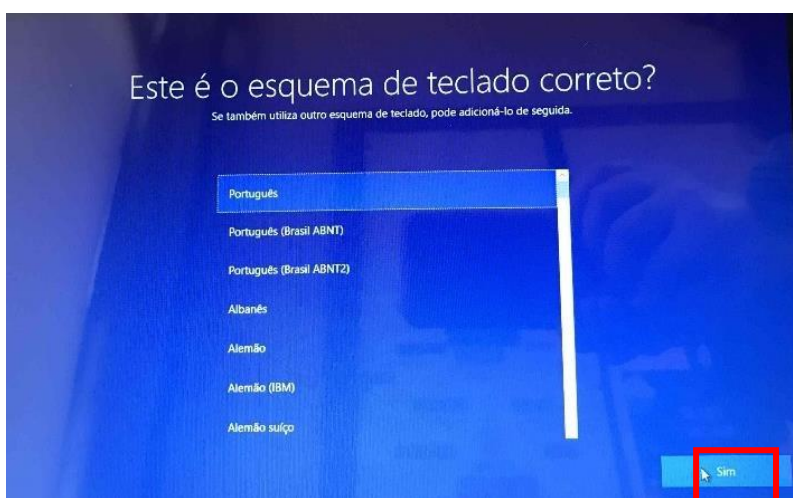 Este é o esquema de teclado correto?
Se também utiliza outro esquema de teclado, pode adicioná-lo de seguida.
Português
Português (Brasil ABNT)
Português (Brasil ABNT2)
Albanês
Alemão
Alemão (IBM)
Alemão suíço
Sim